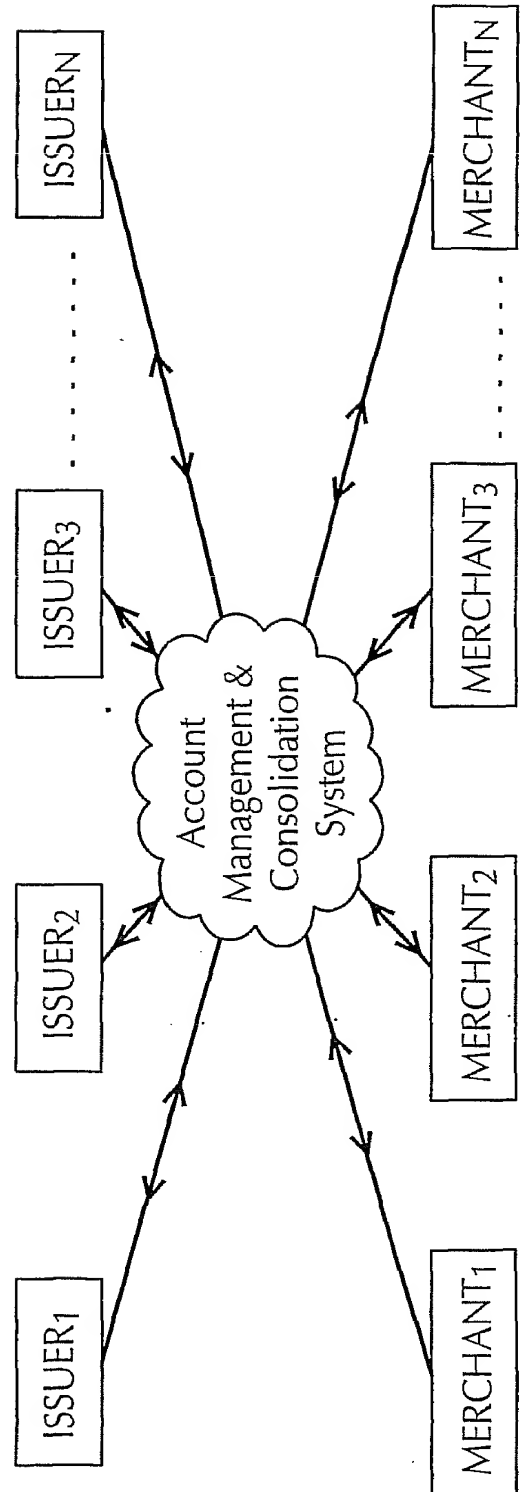 ISSUER1
ISSUER2
ISSUER3
ISSUERN
Account
Management &
Consolidation
System
MERCHANT1
MERCHANT2
MERCHANT3
MERCHANTN